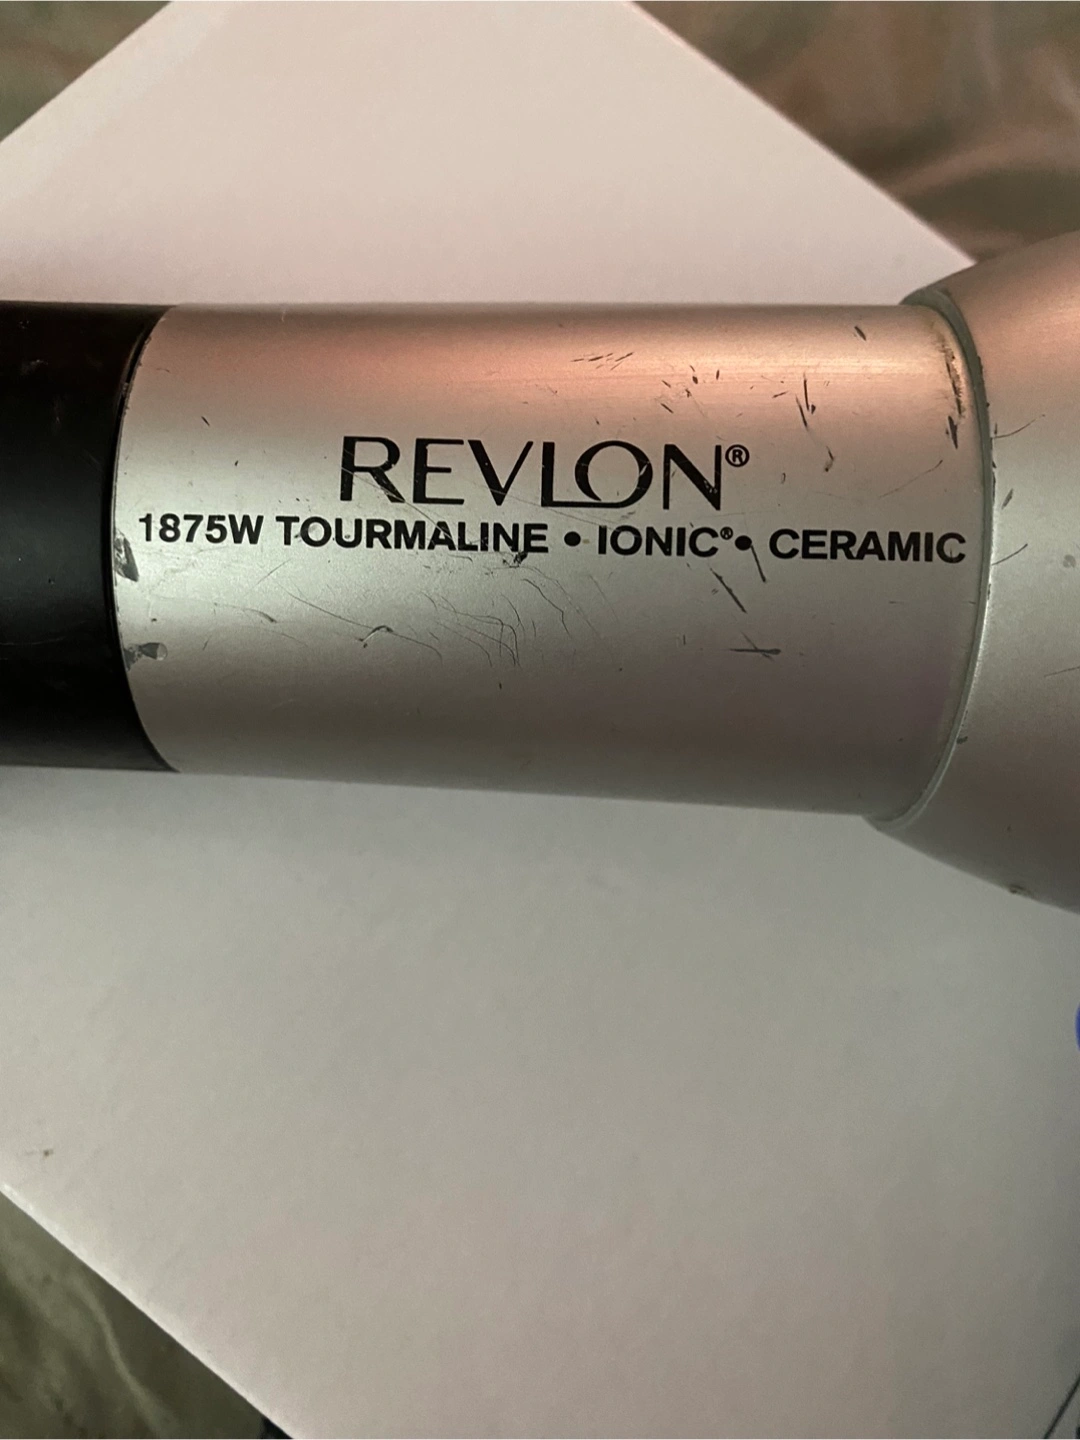 REVLON®
1875W TOURMALINE • IONIC®• CERAMIC